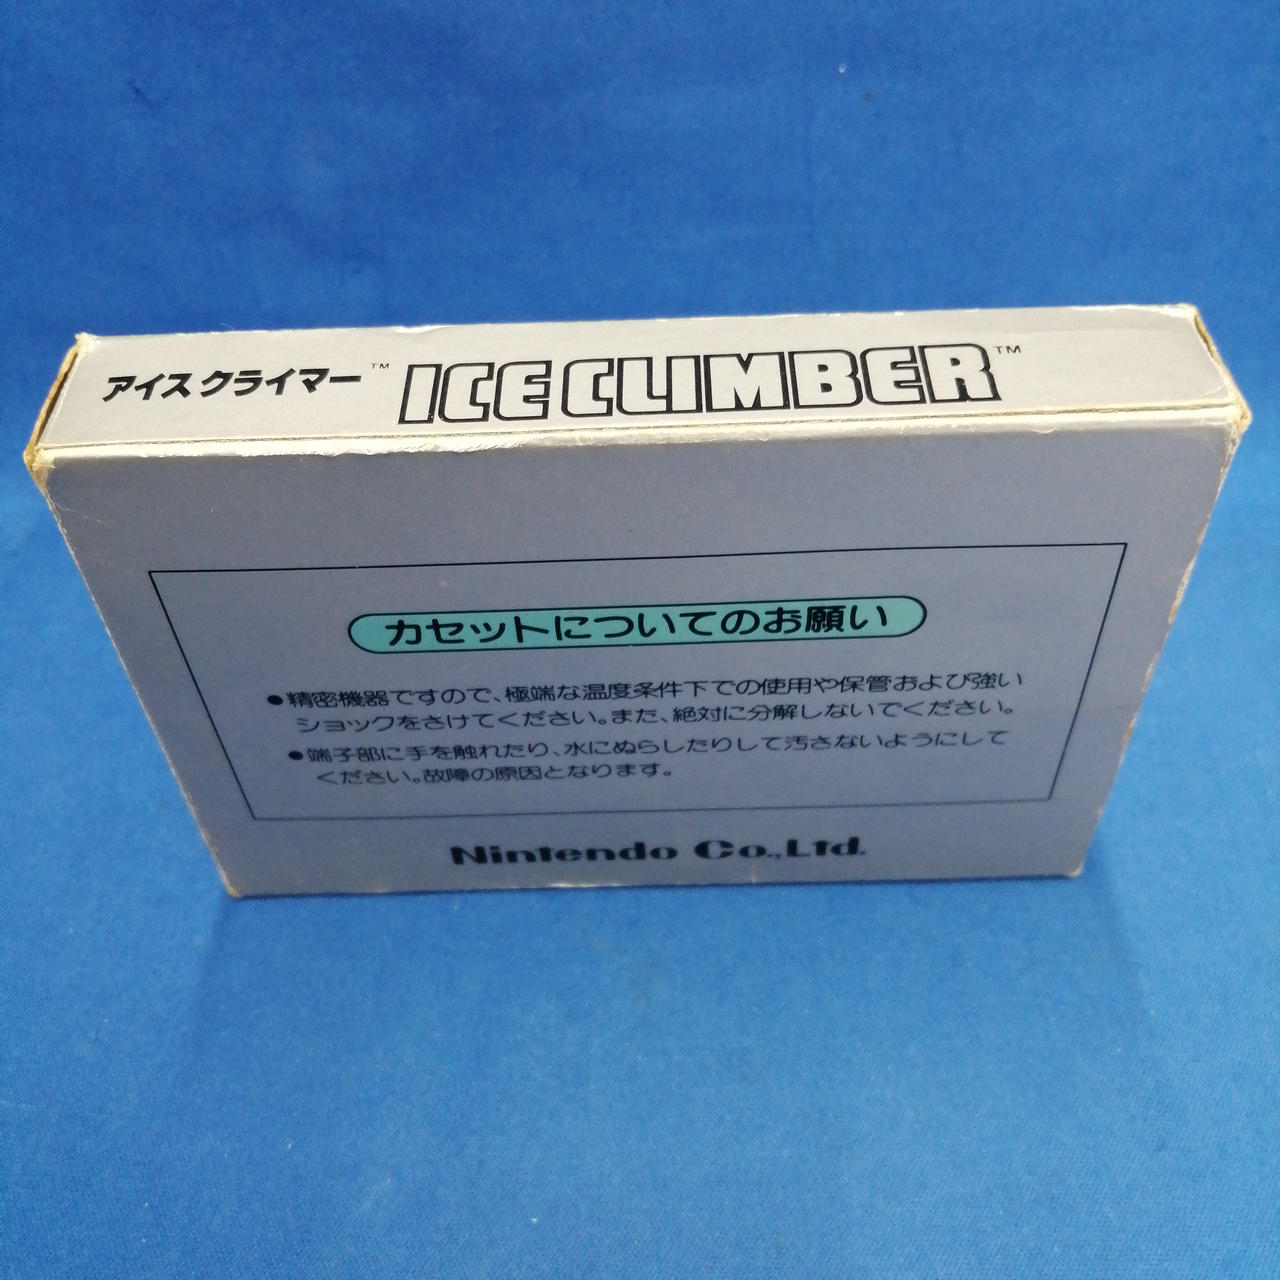 アイスクライマー™ ICE CLIMBER™
カセットについてのお願い
●精密機器ですので、極端な温度条件下での使用や保管および強い
ショックをさけてください。また、絶対に分解しないでください。
●端子部に手を触れたり、水にぬらしたりして汚さないようにして
ください。故障の原因となります。
Nintendo Co.,Ltd.